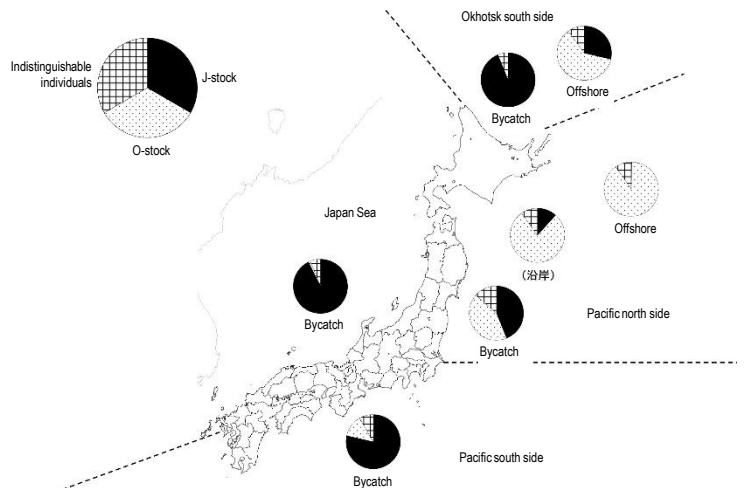 Okhotsk south side
Indistinguishable
individuals
J-stock
O-stock
Bycatch
Offshore
Japan Sea
Offshore
(沿岸)
Bycatch
Pacific north side
Bycatch
Bycatch
Pacific south side